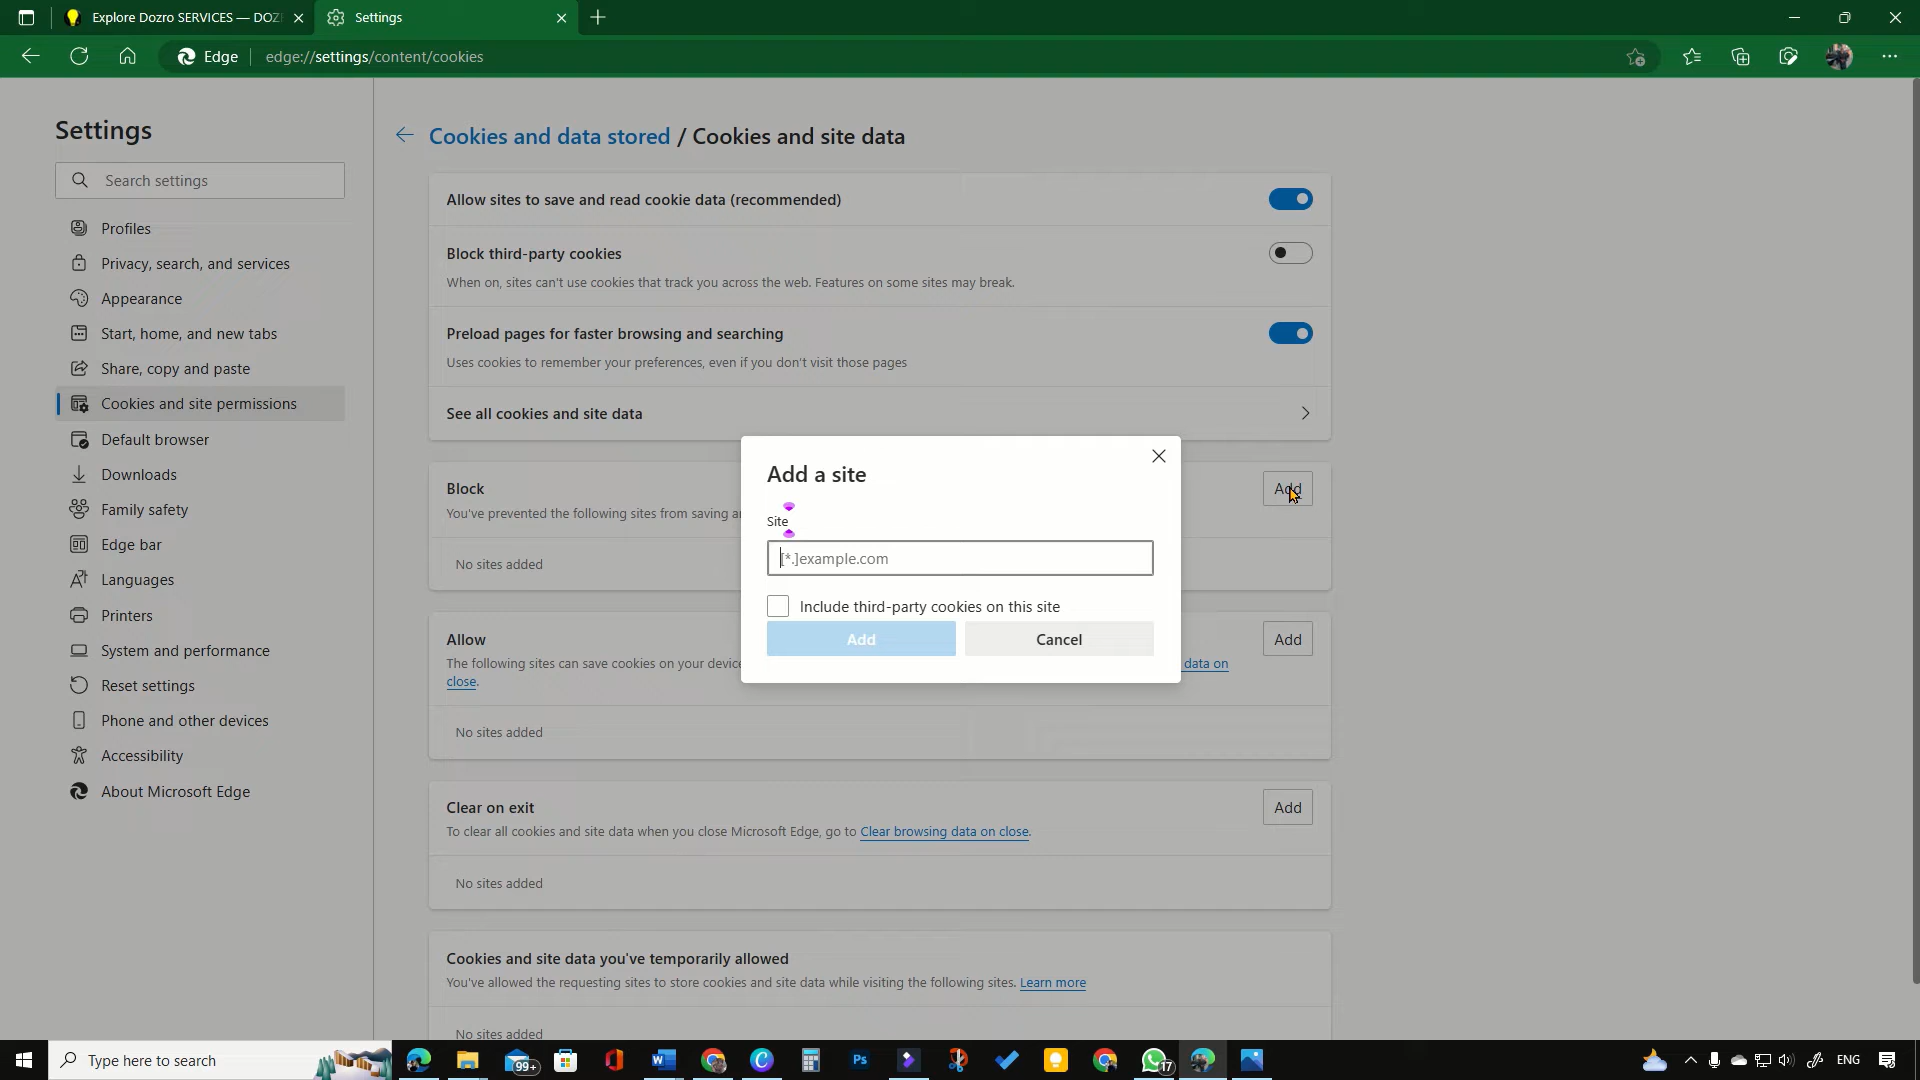 Explore Dozro SERVICES — DOZ
Settings
Edge
edge://settings/content/cookies
Settings
Search settings
Profiles
Privacy, search, and services
Appearance
Start, home, and new tabs
Share, copy and paste
Cookies and site permissions
Default browser
Downloads
Family safety
Edge bar
Languages
Printers
System and performance
Reset settings
Phone and other devices
Accessibility
About Microsoft Edge
Cookies and data stored / Cookies and site data
Allow sites to save and read cookie data (recommended)
Block third-party cookies
When on, sites can't use cookies that track you across the web. Features on some sites may break.
Preload pages for faster browsing and searching
Uses cookies to remember your preferences, even if you don't visit those pages
See all cookies and site data
Block
Add
You've prevented the following sites from saving
No sites added
Add a site
Site
[*.]example.com
Include third-party cookies on this site
Add
Cancel
Allow
Add
The following sites can save cookies on your device
data on
close.
No sites added
Clear on exit
Add
To clear all cookies and site data when you close Microsoft Edge, go to Clear browsing data on close.
No sites added
Cookies and site data you've temporarily allowed
You've allowed the requesting sites to store cookies and site data while visiting the following sites. Learn more
No sites added
Type here to search
99+
Ps
17
ENG